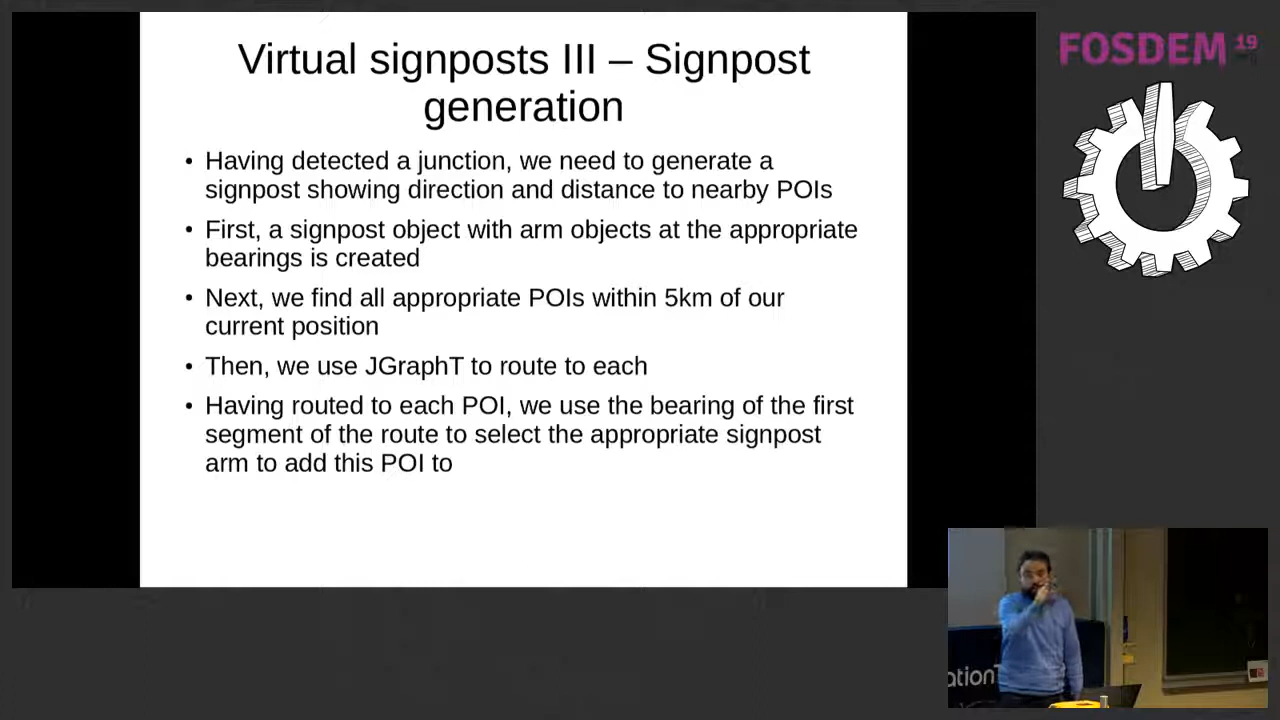 Virtual signposts III – Signpost
generation
• Having detected a junction, we need to generate a
signpost showing direction and distance to nearby POIs
• First, a signpost object with arm objects at the appropriate
bearings is created
• Next, we find all appropriate POIs within 5km of our
current position
• Then, we use JGraphT to route to each
• Having routed to each POI, we use the bearing of the first
segment of the route to select the appropriate signpost
arm to add this POI to
FOSDEM 19